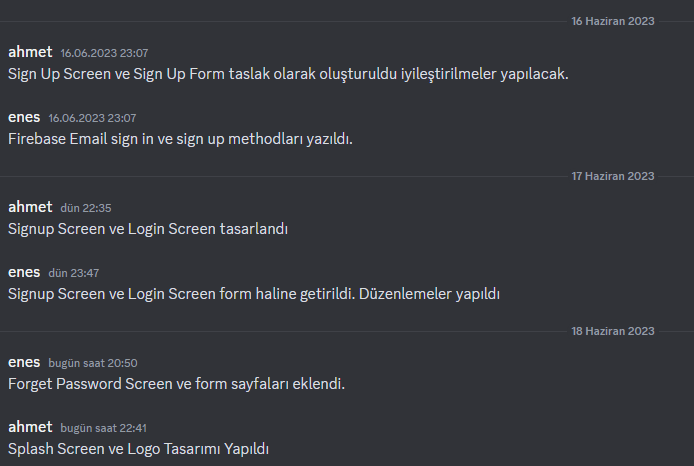 16 Haziran 2023
ahmet 16.06.2023 23:07
Sign Up Screen ve Sign Up Form taslak olarak oluşturuldu iyileştirilmeler yapılacak.
enes 16.06.2023 23:07
Firebase Email sign in ve sign up methodları yazıldı.
17 Haziran 2023
ahmet dün 22:35
Signup Screen ve Login Screen tasarlandı
enes dün 23:47
Signup Screen ve Login Screen form haline getirildi. Düzenlemeler yapıldı
18 Haziran 2023
enes bugün saat 20:50
Forget Password Screen ve form sayfaları eklendi.
ahmet bugün saat 22:41
Splash Screen ve Logo Tasarımı Yapıldı